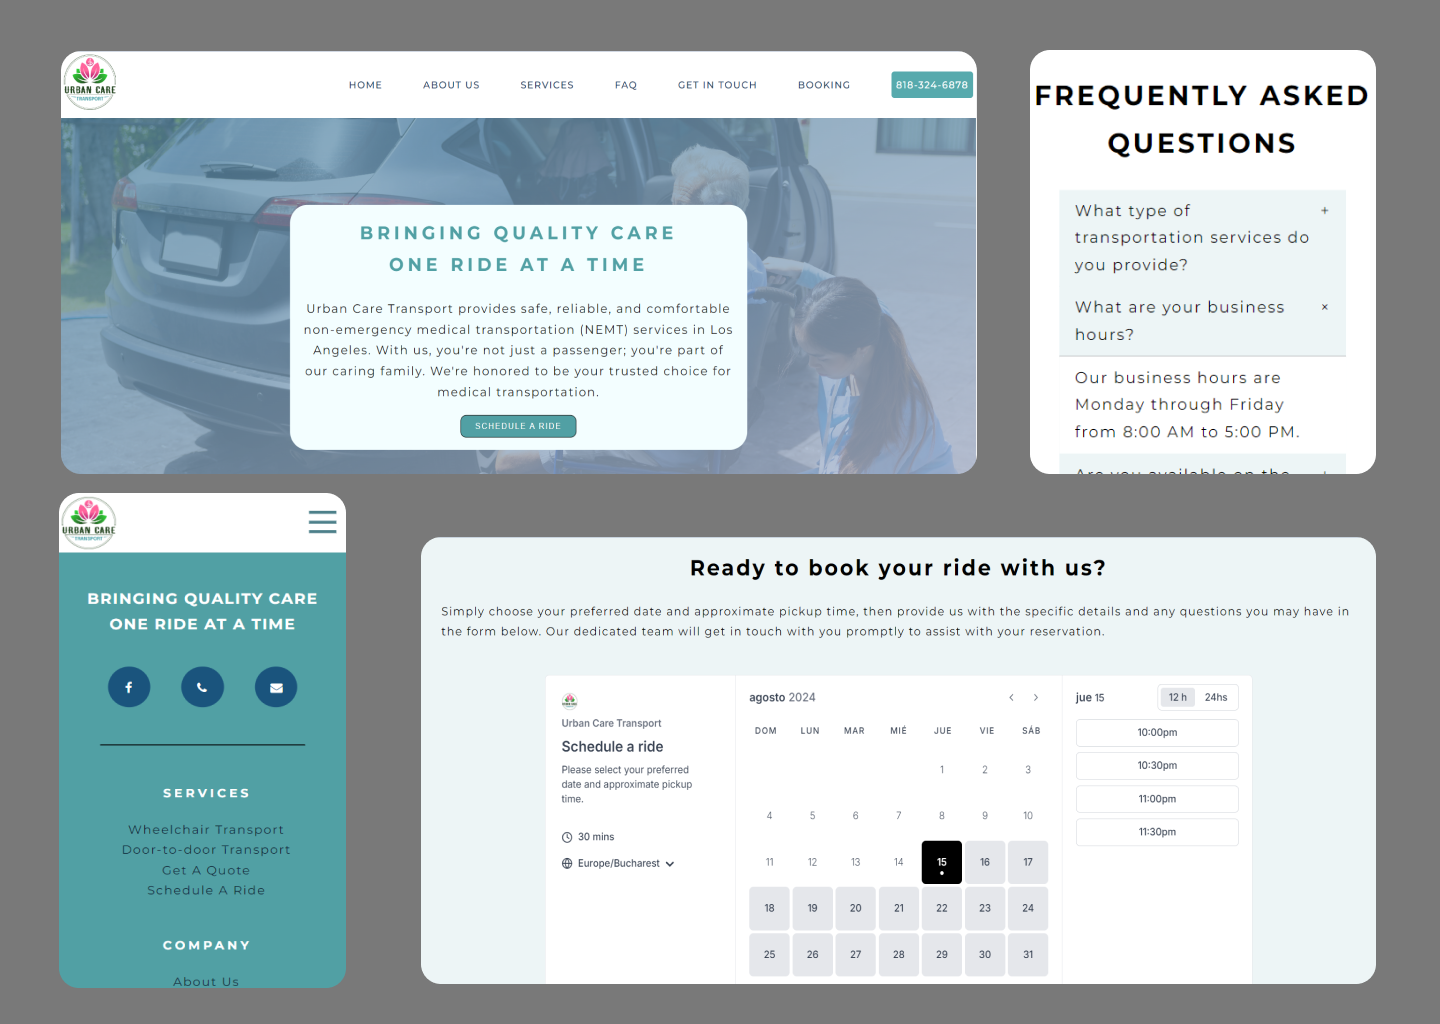 URBAN CARE
TRANSPORT
HOME
ABOUT US
SERVICES
FAQ
GET IN TOUCH
BOOKING
818-324-6878
BRINGING QUALITY CARE
ONE RIDE AT A TIME
Urban Care Transport provides safe, reliable, and comfortable
non-emergency medical transportation (NEMT) services in Los
Angeles. With us, you're not just a passenger; you're part of
our caring family. We're honored to be your trusted choice for
medical transportation.
SCHEDULE A RIDE
FREQUENTLY ASKED
QUESTIONS
What type of +
transportation services do
you provide?
What are your business ×
hours?
Our business hours are
Monday through Friday
from 8:00 AM to 5:00 PM.
Are you available on the
URBAN CARE
TRANSPORT
BRINGING QUALITY CARE
ONE RIDE AT A TIME
SERVICES
Wheelchair Transport
Door-to-door Transport
Get A Quote
Schedule A Ride
COMPANY
About Us
Ready to book your ride with us?
Simply choose your preferred date and approximate pickup time, then provide us with the specific details and any questions you may have in
the form below. Our dedicated team will get in touch with you promptly to assist with your reservation.
Urban Care Transport
Schedule a ride
Please select your preferred
date and approximate pickup
time.
30 mins
Europe/Bucharest
agosto 2024
DOM LUN MAR MIÉ JUE VIE SÁB
1 2 3
4 5 6 7 8 9 10
11 12 13 14 15 16 17
18 19 20 21 22 23 24
25 26 27 28 29 30 31
jue 15
12 h 24hs
10:00pm
10:30pm
11:00pm
11:30pm